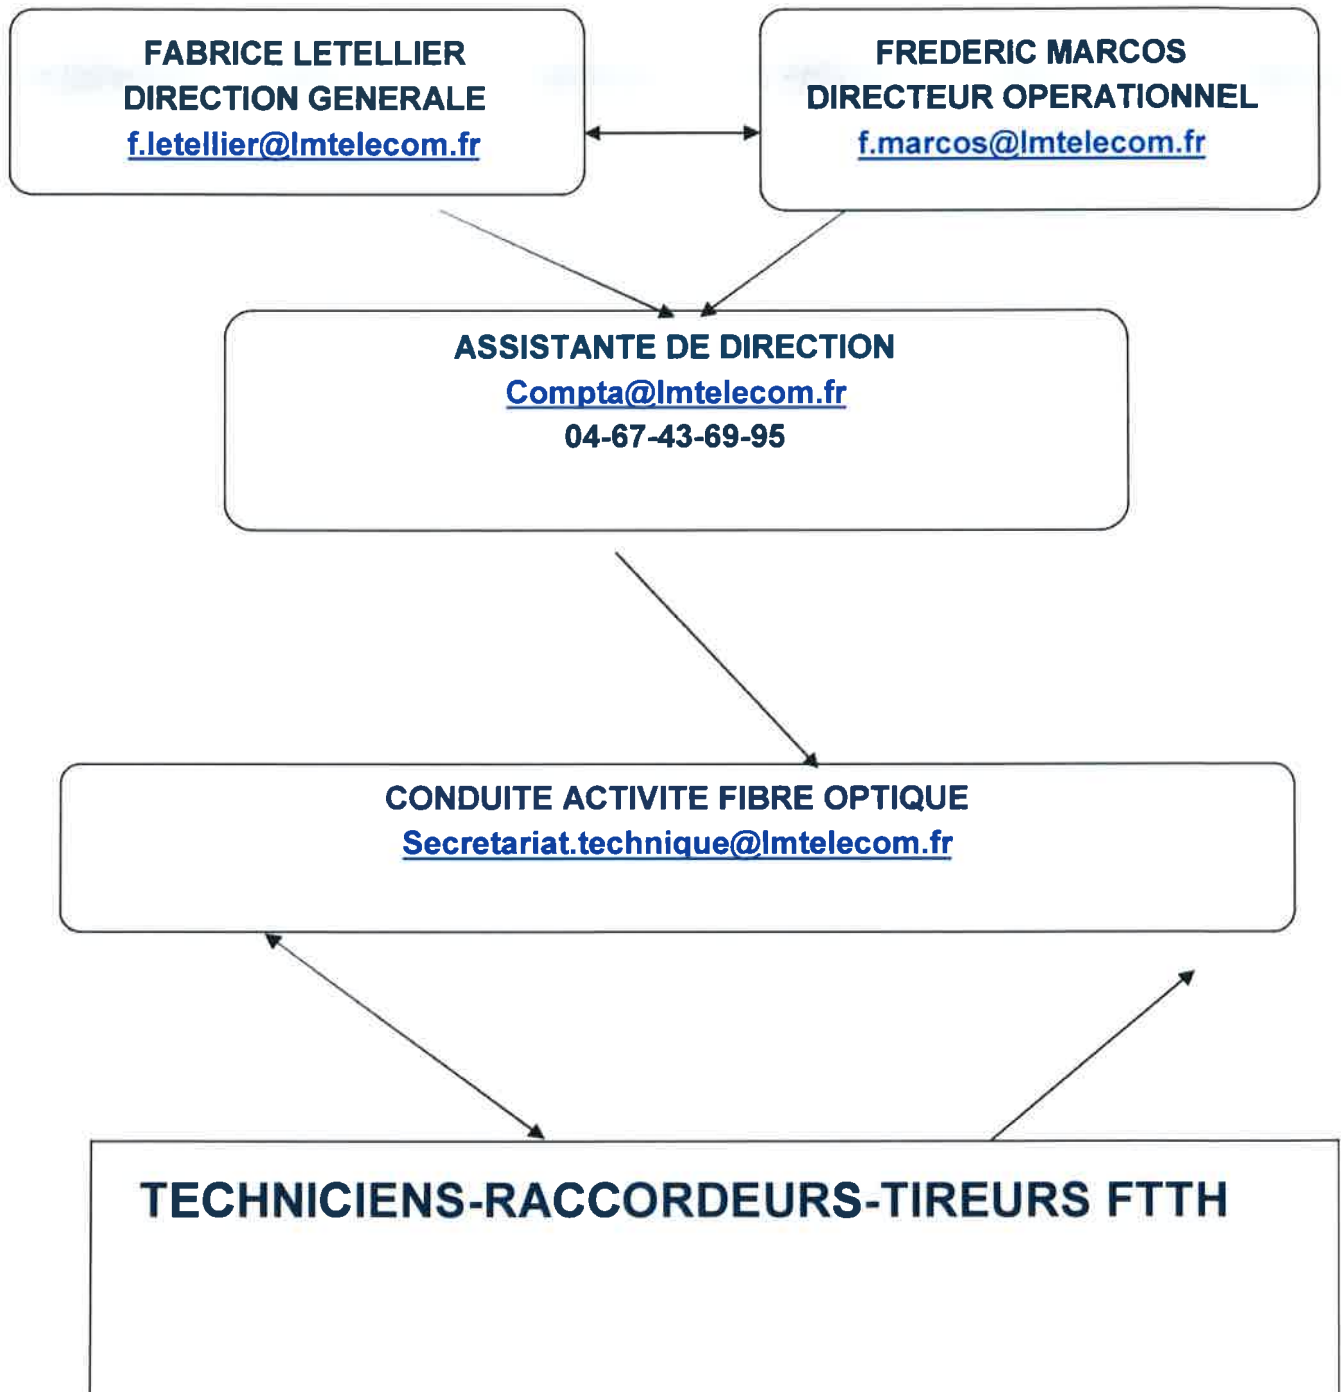 FABRICE LETELLIER
DIRECTION GENERALE
f.letellier@lmtelecom.fr
FREDERIC MARCOS
DIRECTEUR OPERATIONNEL
f.marcos@lmtelecom.fr
ASSISTANTE DE DIRECTION
Compta@lmtelecom.fr
04-67-43-69-95
CONDUITE ACTIVITE FIBRE OPTIQUE
Secretariat.technique@lmtelecom.fr
TECHNICIENS-RACCORDEURS-TIREURS FTTH